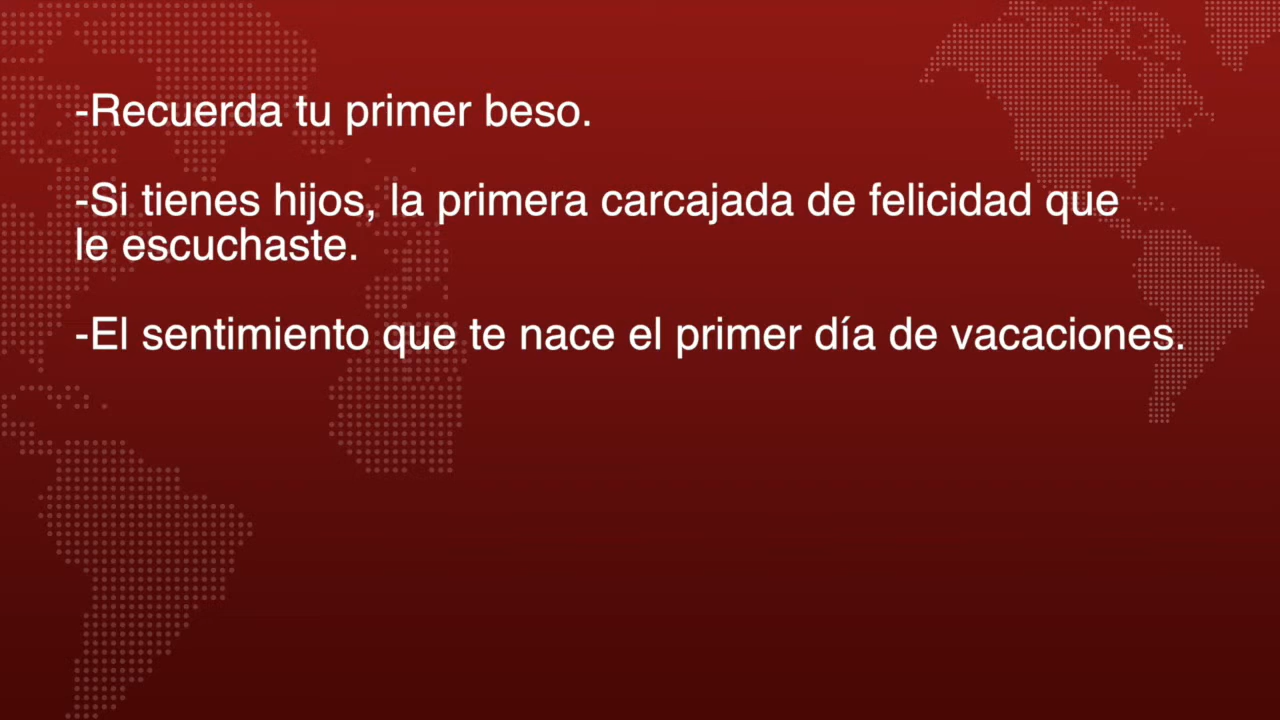 -Recuerda tu primer beso.
-Si tienes hijos, la primera carcajada de felicidad que
le escuchaste.
-El sentimiento que te nace el primer día de vacaciones.